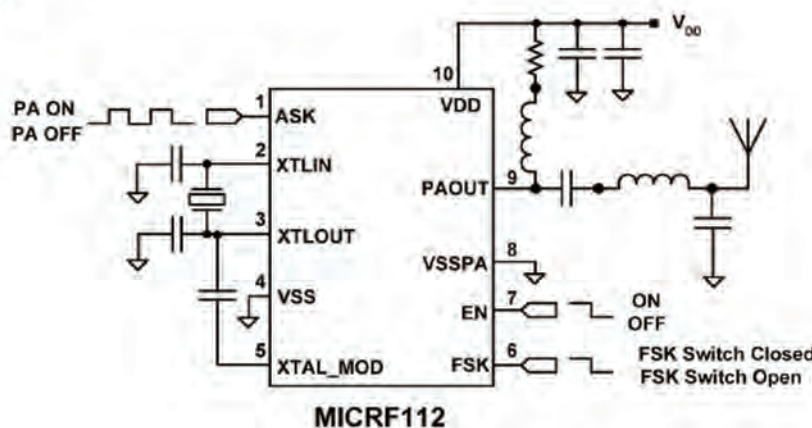 V_DD
10
VDD
PA ON
PA OFF
1
ASK
2
XTLIN
PAOUT
9
3
XTLOUT
VSSPA
8
4
VSS
EN
7
ON
OFF
5
XTAL_MOD
FSK
6
FSK Switch Closed
FSK Switch Open
MICRF112